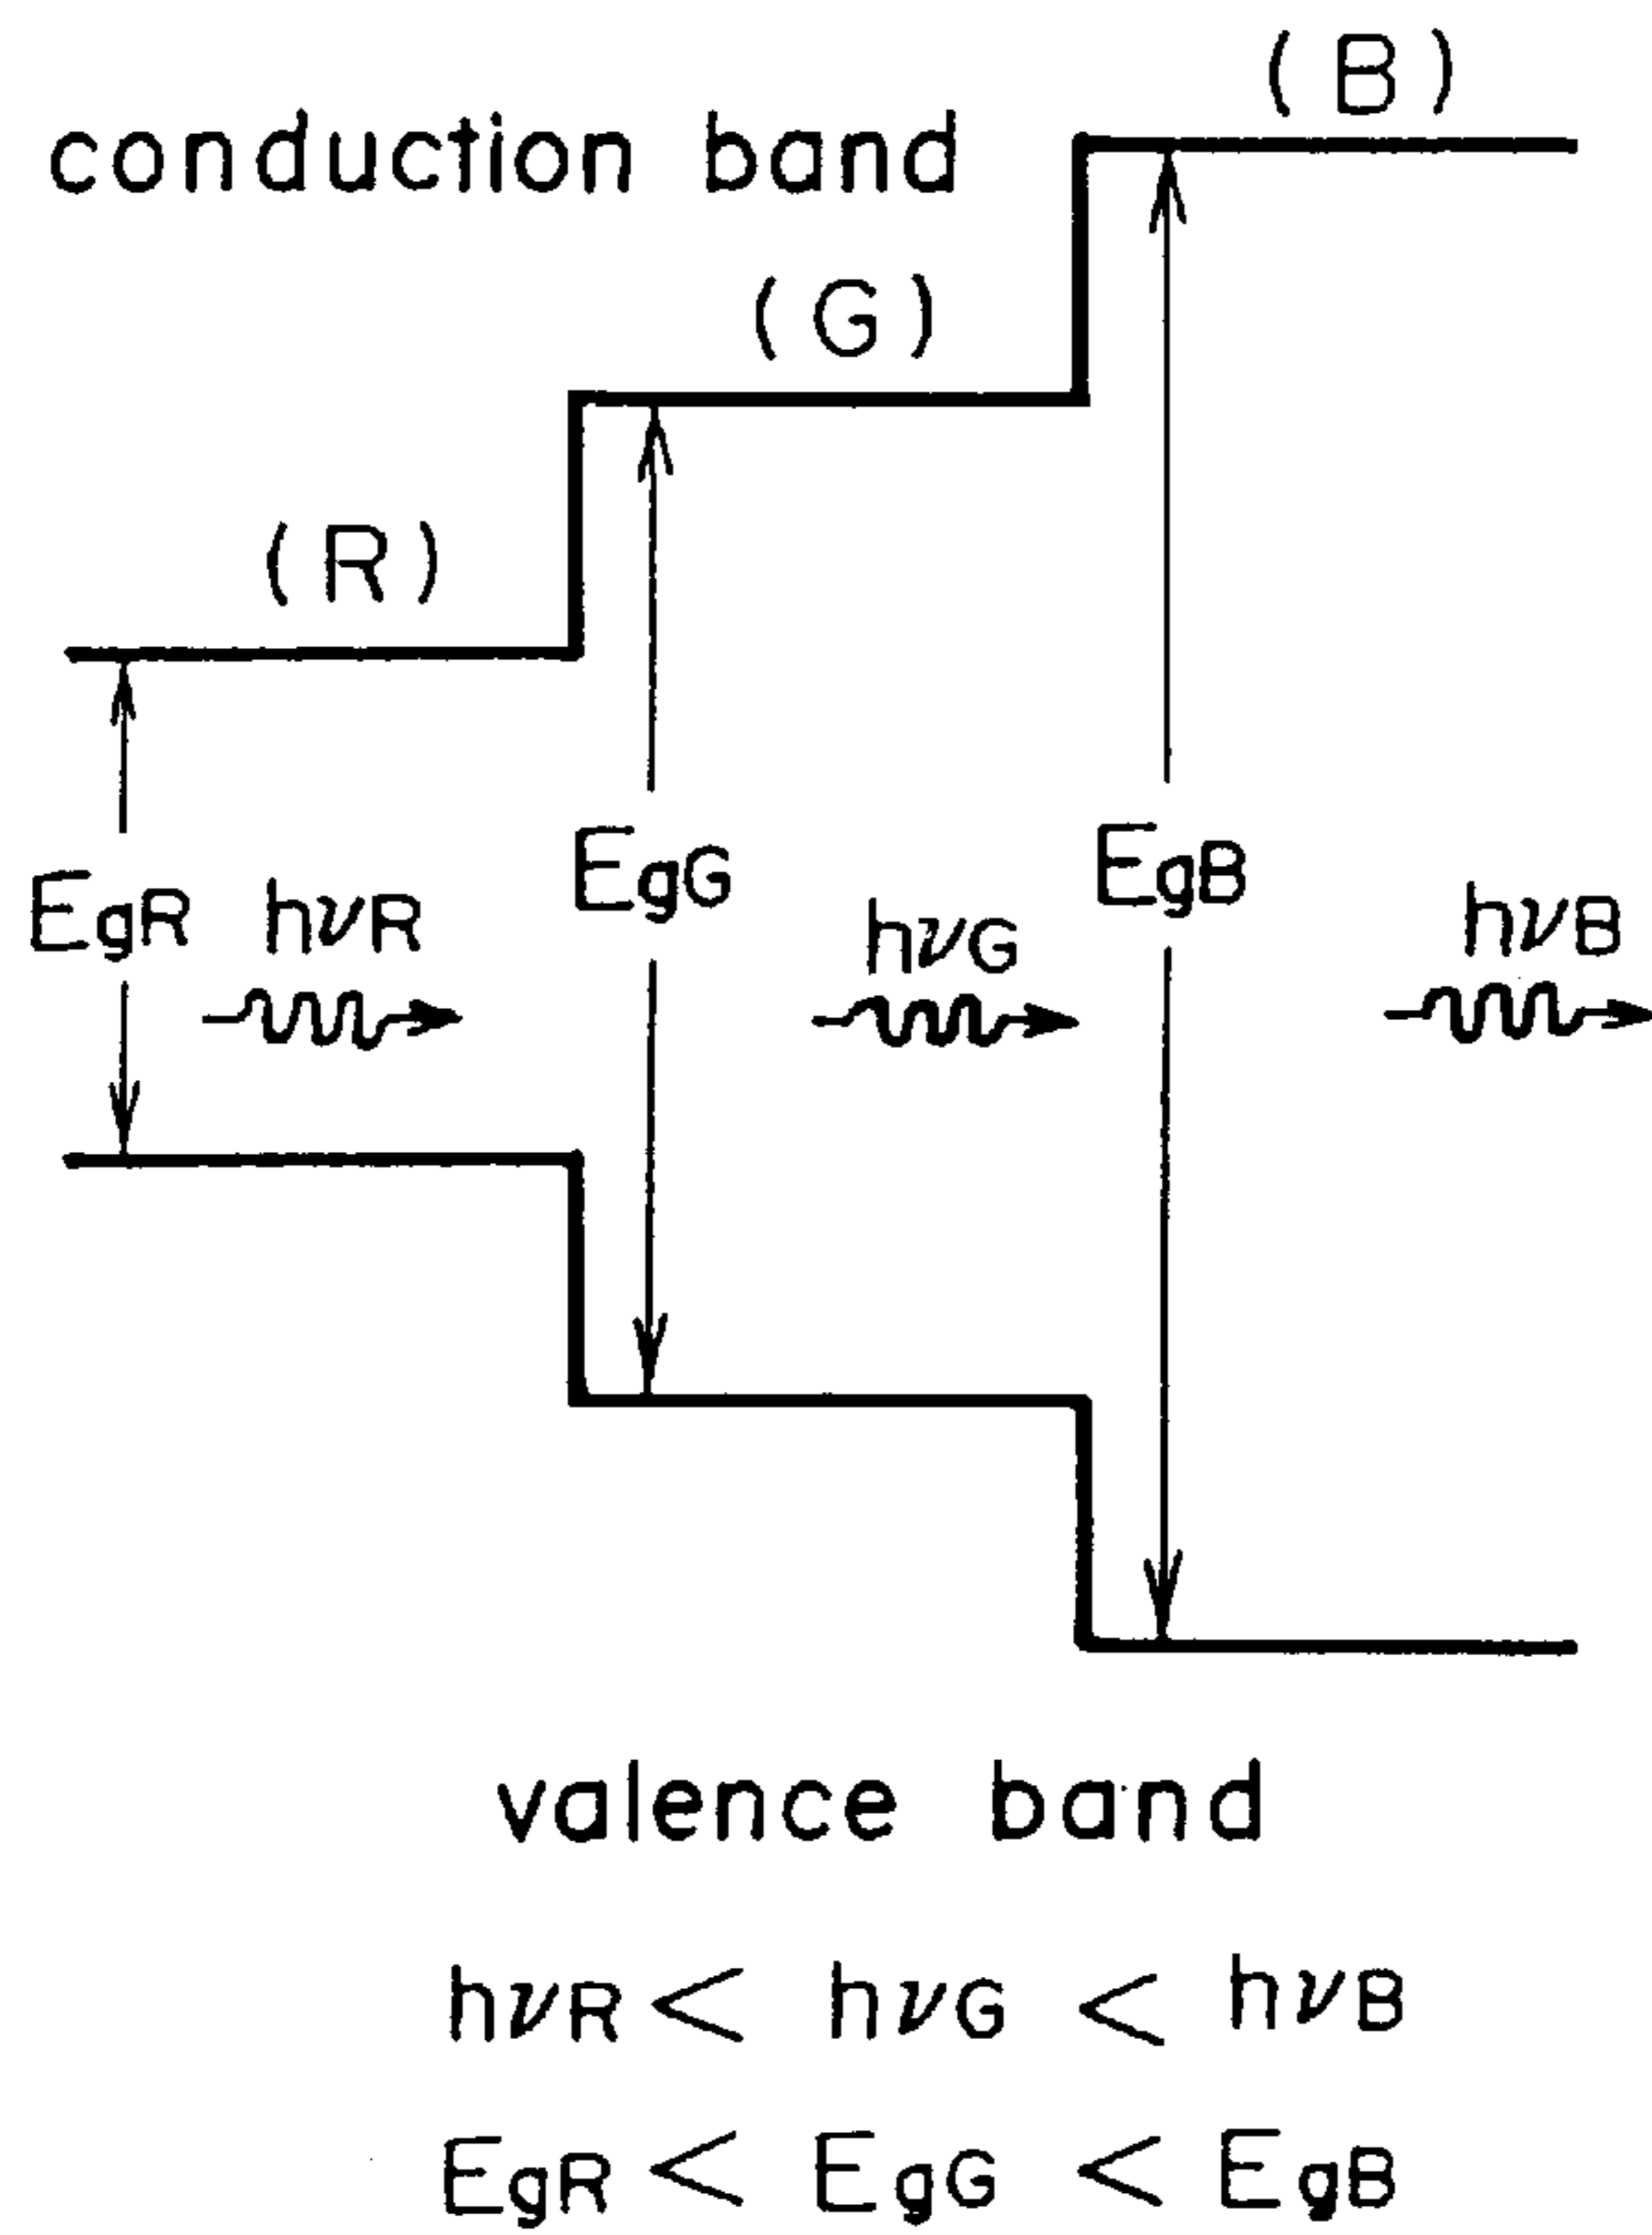 (B)
conduction band
(G)
(R)
EgR hνR EgG hνG EgB hνB
valence band
hνR < hνG < hνB
EgR < EgG < EgB